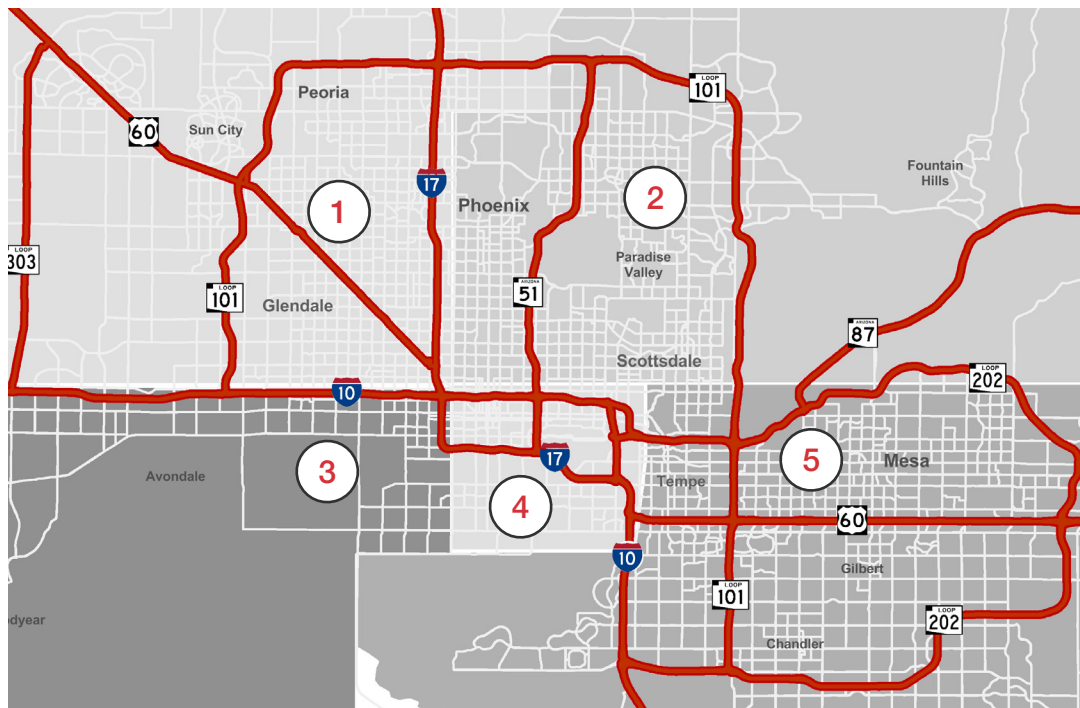 LOOP
101
Peoria
60
Sun City
Fountain
Hills
17
1
2
Phoenix
LOOP
303
Paradise
Valley
LOOP
101
ARIZONA
51
Glendale
ARIZONA
87
Scottsdale
LOOP
202
10
3
17
5
Mesa
Avondale
Tempe
4
60
10
Gilbert
LOOP
101
LOOP
202
dyear
Chandler